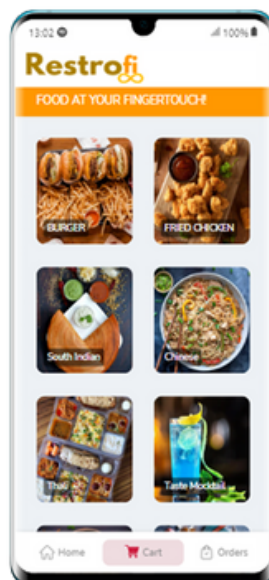 13:02 100%
Restrofi
FOOD AT YOUR FINGERTOUCH!
BURGER FRIED CHICKEN
South Indian Chinese
Thali Taste Mocktail
Home Cart Orders